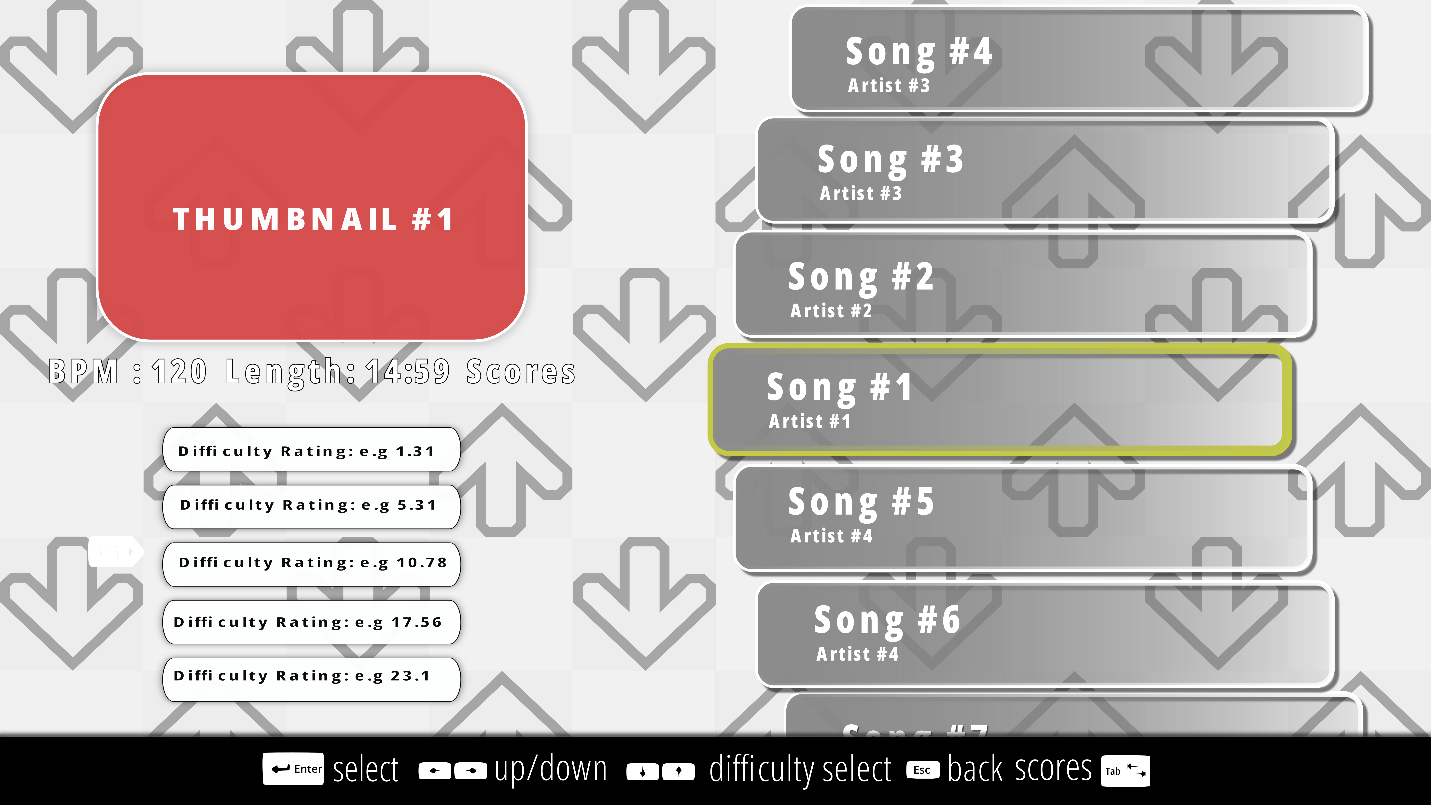 THUMBNAIL #1
BPM : 120 Length: 14:59 Scores
Difficulty Rating: e.g 1.31
Difficulty Rating: e.g 5.31
Difficulty Rating: e.g 10.78
Difficulty Rating: e.g 17.56
Difficulty Rating: e.g 23.1
Song #4
Artist #3
Song #3
Artist #3
Song #2
Artist #2
Song #1
Artist #1
Song #5
Artist #4
Song #6
Artist #4
Song #7
Enter select up/down difficulty select Esc back scores Tab